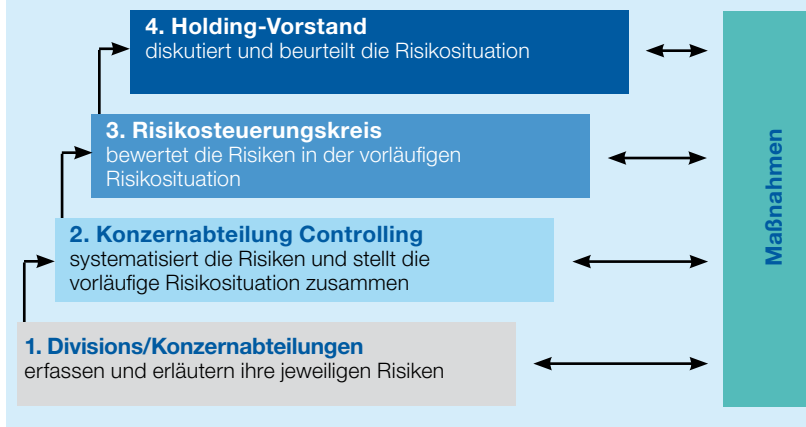 4. Holding-Vorstand
diskutiert und beurteilt die Risikosituation
3. Risikosteuerungskreis
bewertet die Risiken in der vorläufigen
Risikosituation
2. Konzernabteilung Controlling
systematisiert die Risiken und stellt die
vorläufige Risikosituation zusammen
1. Divisions/Konzernabteilungen
erfassen und erläutern ihre jeweiligen Risiken
Maßnahmen